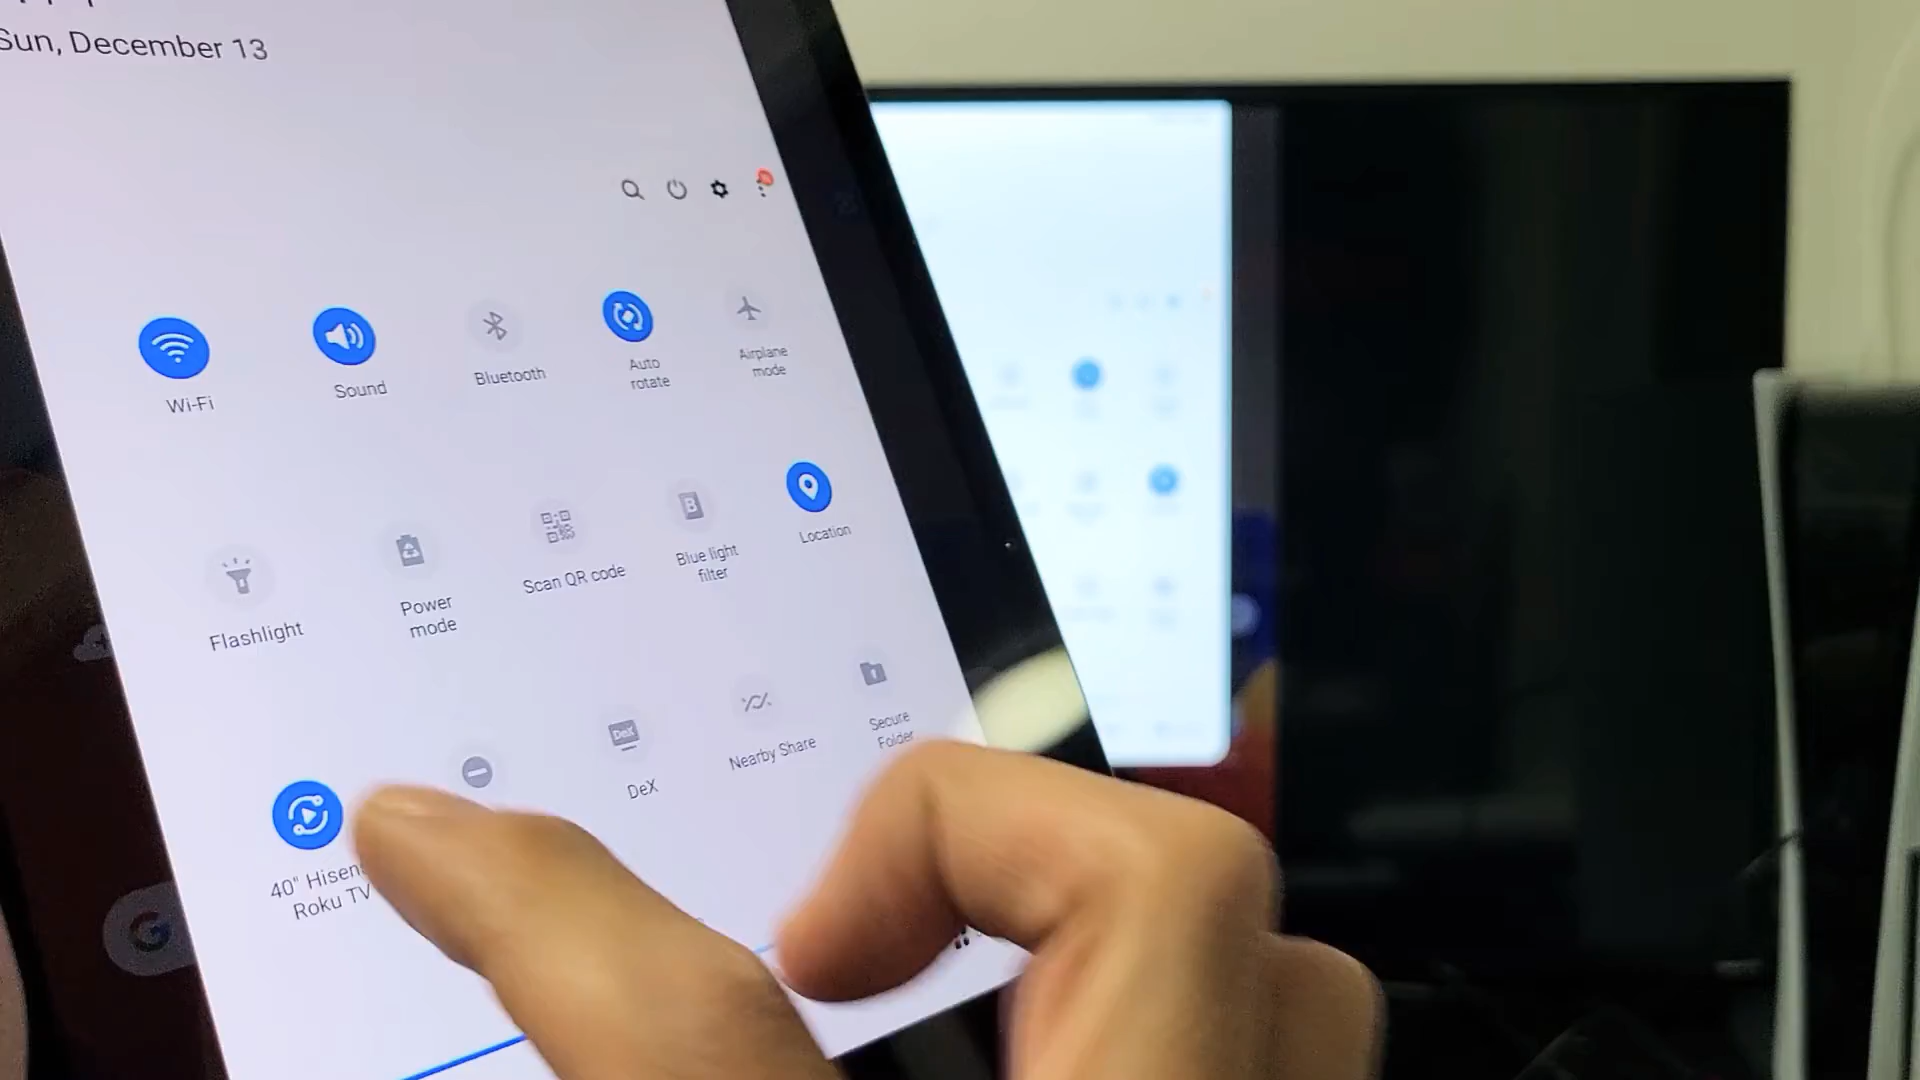 Sun, December 13
Wi-Fi
Sound
Bluetooth
Auto
rotate
Airplane
mode
Flashlight
Power
mode
Scan QR code
B
Blue light
filter
Location
40" Hisen
Roku TV
DeX
DeX
Nearby Share
Secure
Folder
G